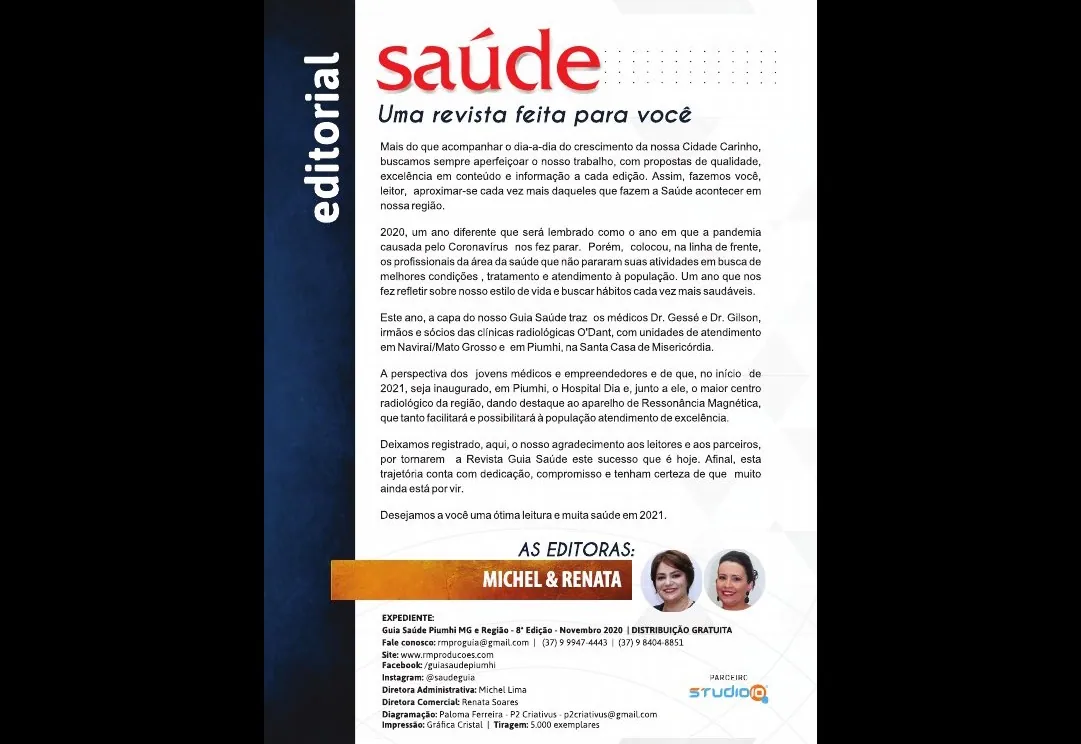 editorial
saúde
Uma revista feita para você
Mais do que acompanhar o dia-a-dia do crescimento da nossa Cidade Carinho,
buscamos sempre aperfeiçoar o nosso trabalho, com propostas de qualidade,
excelência em conteúdo e informação a cada edição. Assim, fazemos você,
leitor, aproximar-se cada vez mais daqueles que fazem a Saúde acontecer em
nossa região.
2020, um ano diferente que será lembrado como o ano em que a pandemia
causada pelo Coronavírus nos fez parar. Porém, colocou, na linha de frente,
os profissionais da área da saúde que não pararam suas atividades em busca de
melhores condições , tratamento e atendimento à população. Um ano que nos
fez refletir sobre nosso estilo de vida e buscar hábitos cada vez mais saudáveis.
Este ano, a capa do nosso Guia Saúde traz os médicos Dr. Gessé e Dr. Gilson,
irmãos e sócios das clínicas radiológicas O'Dant, com unidades de atendimento
em Naviraí/Mato Grosso e em Piumhi, na Santa Casa de Misericórdia.
A perspectiva dos jovens médicos e empreendedores e de que, no início de
2021, seja inaugurado, em Piumhi, o Hospital Dia e, junto a ele, o maior centro
radiológico da região, dando destaque ao aparelho de Ressonância Magnética,
que tanto facilitará e possibilitará à população atendimento de excelência.
Deixamos registrado, aqui, o nosso agradecimento aos leitores e aos parceiros,
por tornarem a Revista Guia Saúde este sucesso que é hoje. Afinal, esta
trajetória conta com dedicação, compromisso e tenham certeza de que muito
ainda está por vir.
Desejamos a você uma ótima leitura e muita saúde em 2021.
AS EDITORAS:
MICHEL & RENATA
EXPEDIENTE:
Guia Saúde Piumhi MG e Região - 8ª Edição - Novembro 2020 | DISTRIBUIÇÃO GRATUITA
Fale conosco: rmproguia@gmail.com | (37) 9 9947-4443 | (37) 9 8404-8851
Site: www.rmproducoes.com
Facebook: /guiasaudepiumhi
Instagram: @saudeguia
Diretora Administrativa: Michel Lima
Diretora Comercial: Renata Soares
Diagramação: Paloma Ferreira - P2 Criativus - p2criativus@gmail.com
Impressão: Gráfica Cristal | Tiragem: 5.000 exemplares
PARCEIRO
STUDIO10